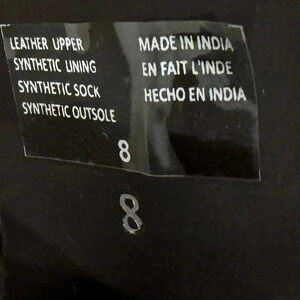 LEATHER UPPER
SYNTHETIC LINING
SYNTHETIC SOCK
SYNTHETIC OUTSOLE
MADE IN INDIA
EN FAIT L'INDE
HECHO EN INDIA
8
8